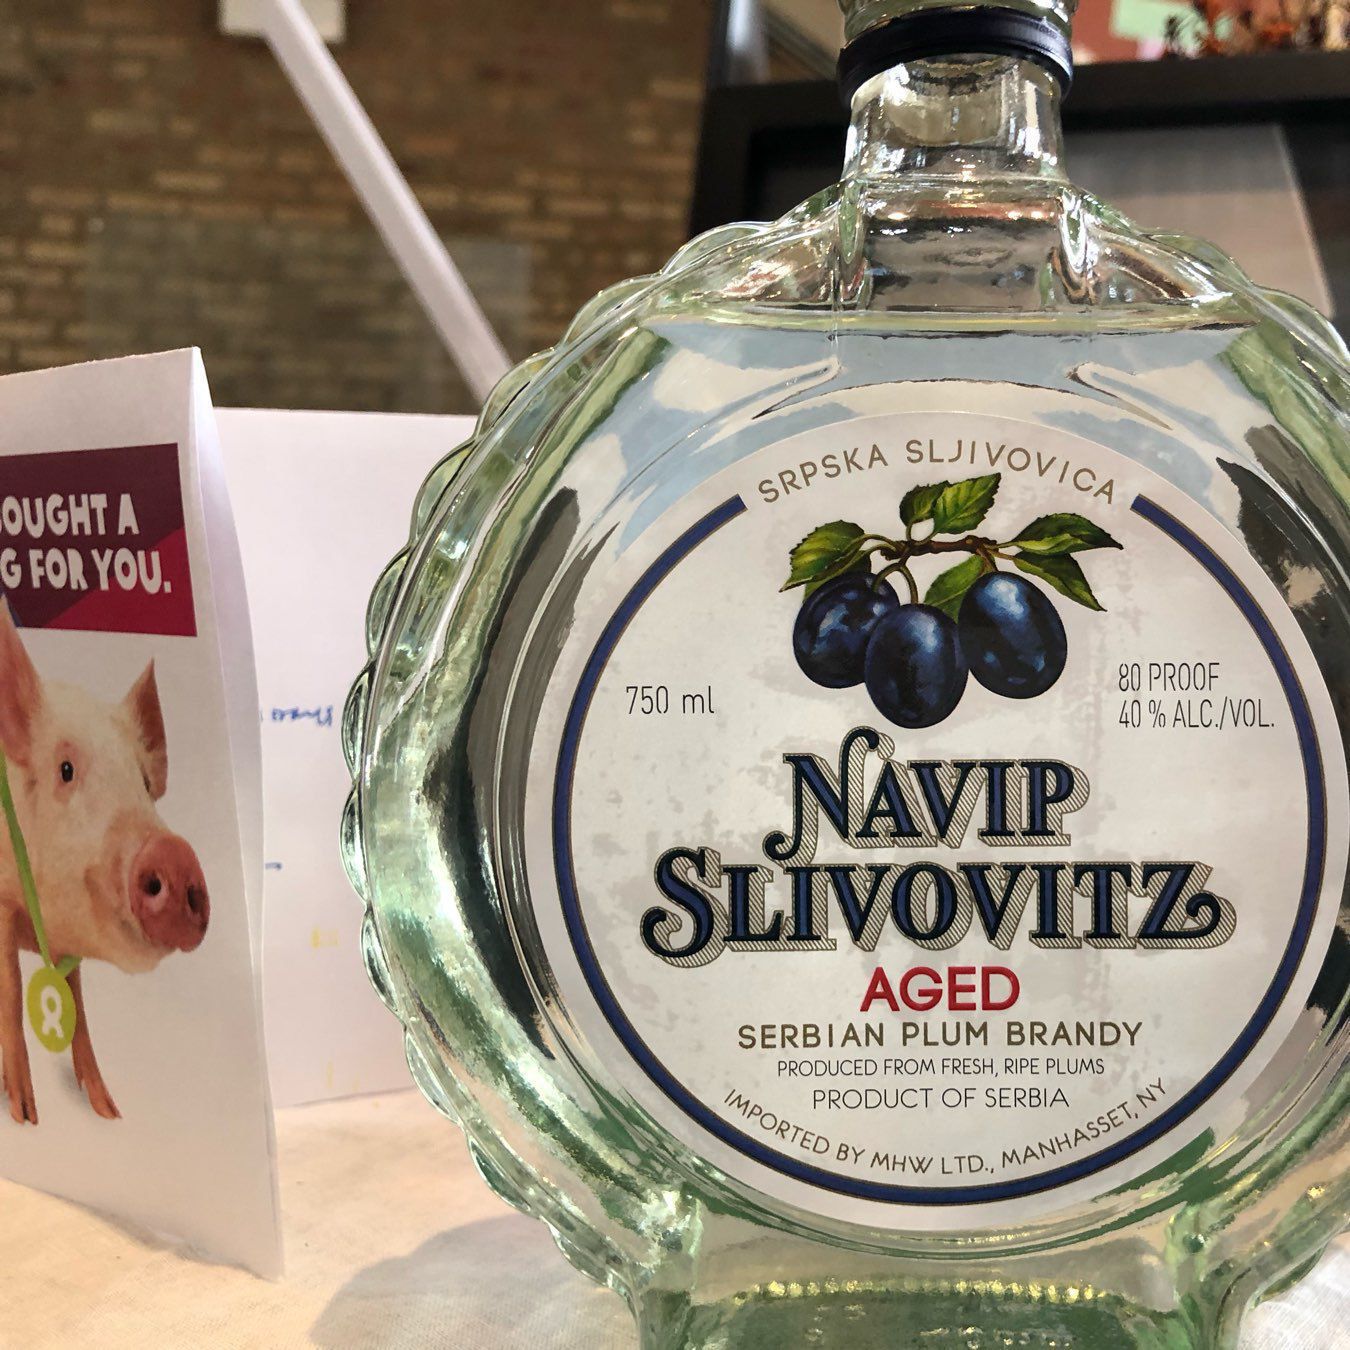 OUGHT A
G FOR YOU.
SRPSKA SLJIVOVICA
750 ml
80 PROOF
40 % ALC./VOL.
NAVIP
SLIVOVITZ
AGED
SERBIAN PLUM BRANDY
PRODUCED FROM FRESH, RIPE PLUMS
PRODUCT OF SERBIA
IMPORTED BY MHW LTD., MANHASSET, NY